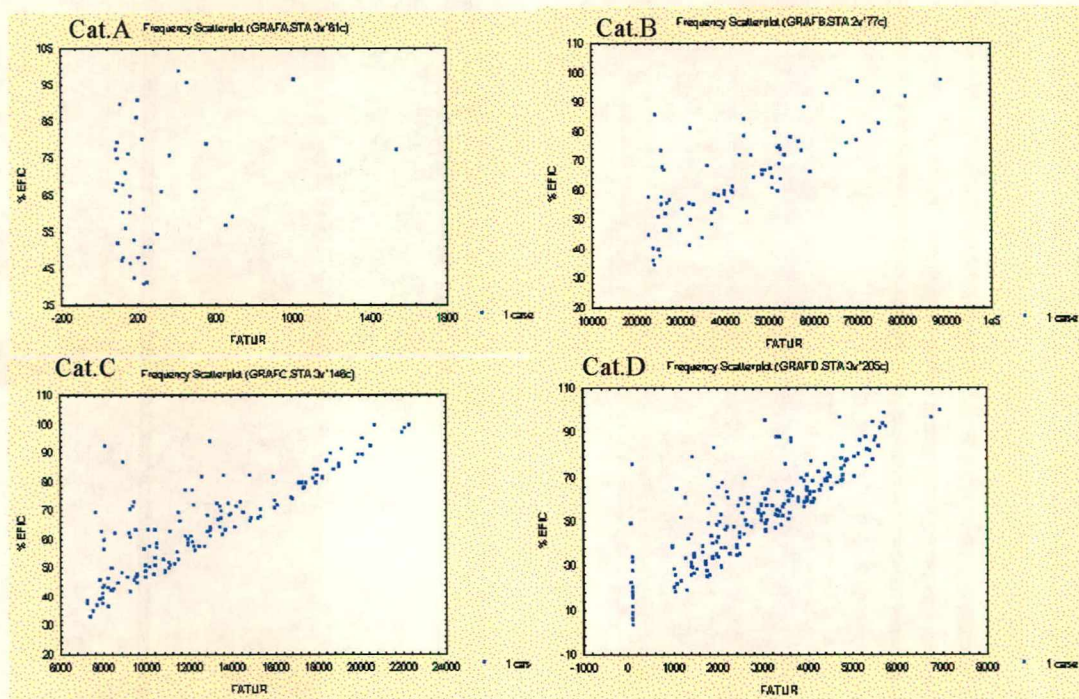 Cat.A
Frequency Scatterplot (GRAFA.STA 3v*61c)
% EFIC
105
95
85
75
65
55
45
35
-200 200 600 1000 1400 1800
FATUR
1 case
Cat.B
Frequency Scatterplot (GRAFB.STA 2v*77c)
% EFIC
110
100
90
80
70
60
50
40
30
20
10000 20000 30000 40000 50000 60000 70000 80000 90000 1e5
FATUR
1 case
Cat.C
Frequency Scatterplot (GRAFC.STA 3v*146c)
% EFIC
110
100
90
80
70
60
50
40
30
20
6000 8000 10000 12000 14000 16000 18000 20000 22000 24000
FATUR
1 case
Cat.D
Frequency Scatterplot (GRAFD.STA 3v*205c)
% EFIC
110
90
70
50
30
10
-10
-1000 0 1000 2000 3000 4000 5000 6000 7000 8000
FATUR
1 case